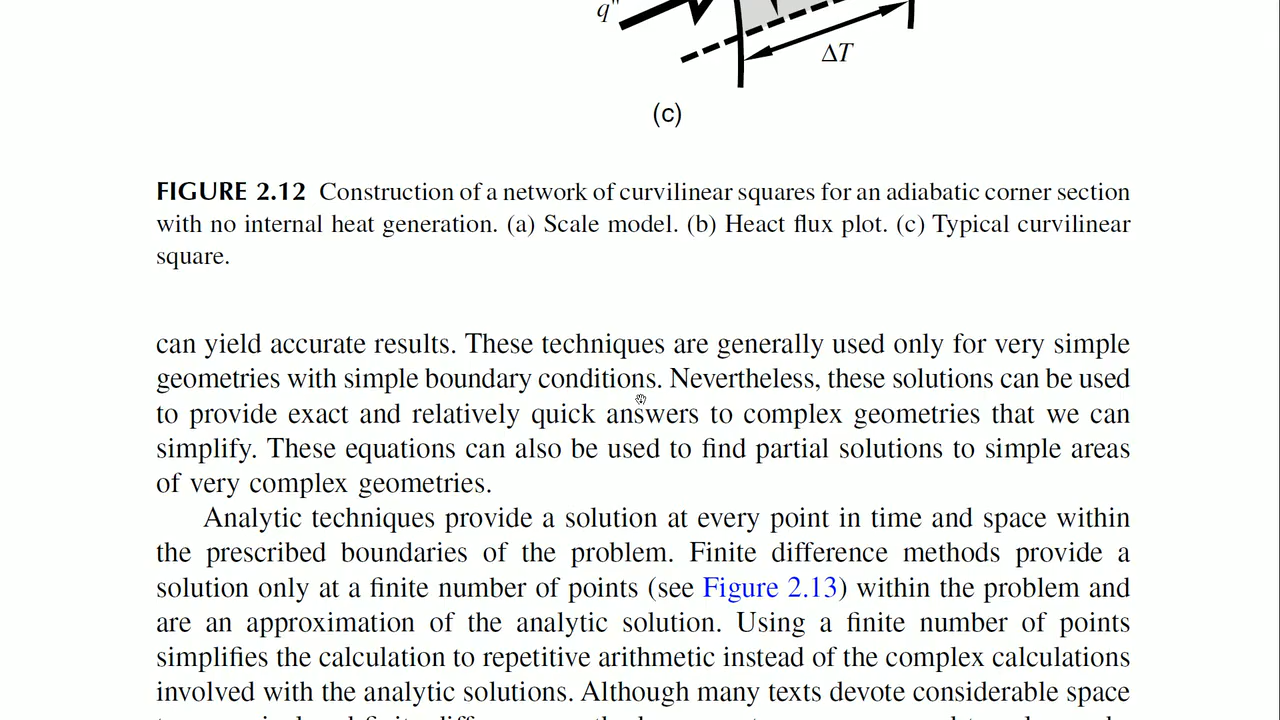 q"
ΔT
(c)
FIGURE 2.12 Construction of a network of curvilinear squares for an adiabatic corner section
with no internal heat generation. (a) Scale model. (b) Heact flux plot. (c) Typical curvilinear
square.
can yield accurate results. These techniques are generally used only for very simple
geometries with simple boundary conditions. Nevertheless, these solutions can be used
to provide exact and relatively quick answers to complex geometries that we can
simplify. These equations can also be used to find partial solutions to simple areas
of very complex geometries.
Analytic techniques provide a solution at every point in time and space within
the prescribed boundaries of the problem. Finite difference methods provide a
solution only at a finite number of points (see Figure 2.13) within the problem and
are an approximation of the analytic solution. Using a finite number of points
simplifies the calculation to repetitive arithmetic instead of the complex calculations
involved with the analytic solutions. Although many texts devote considerable space